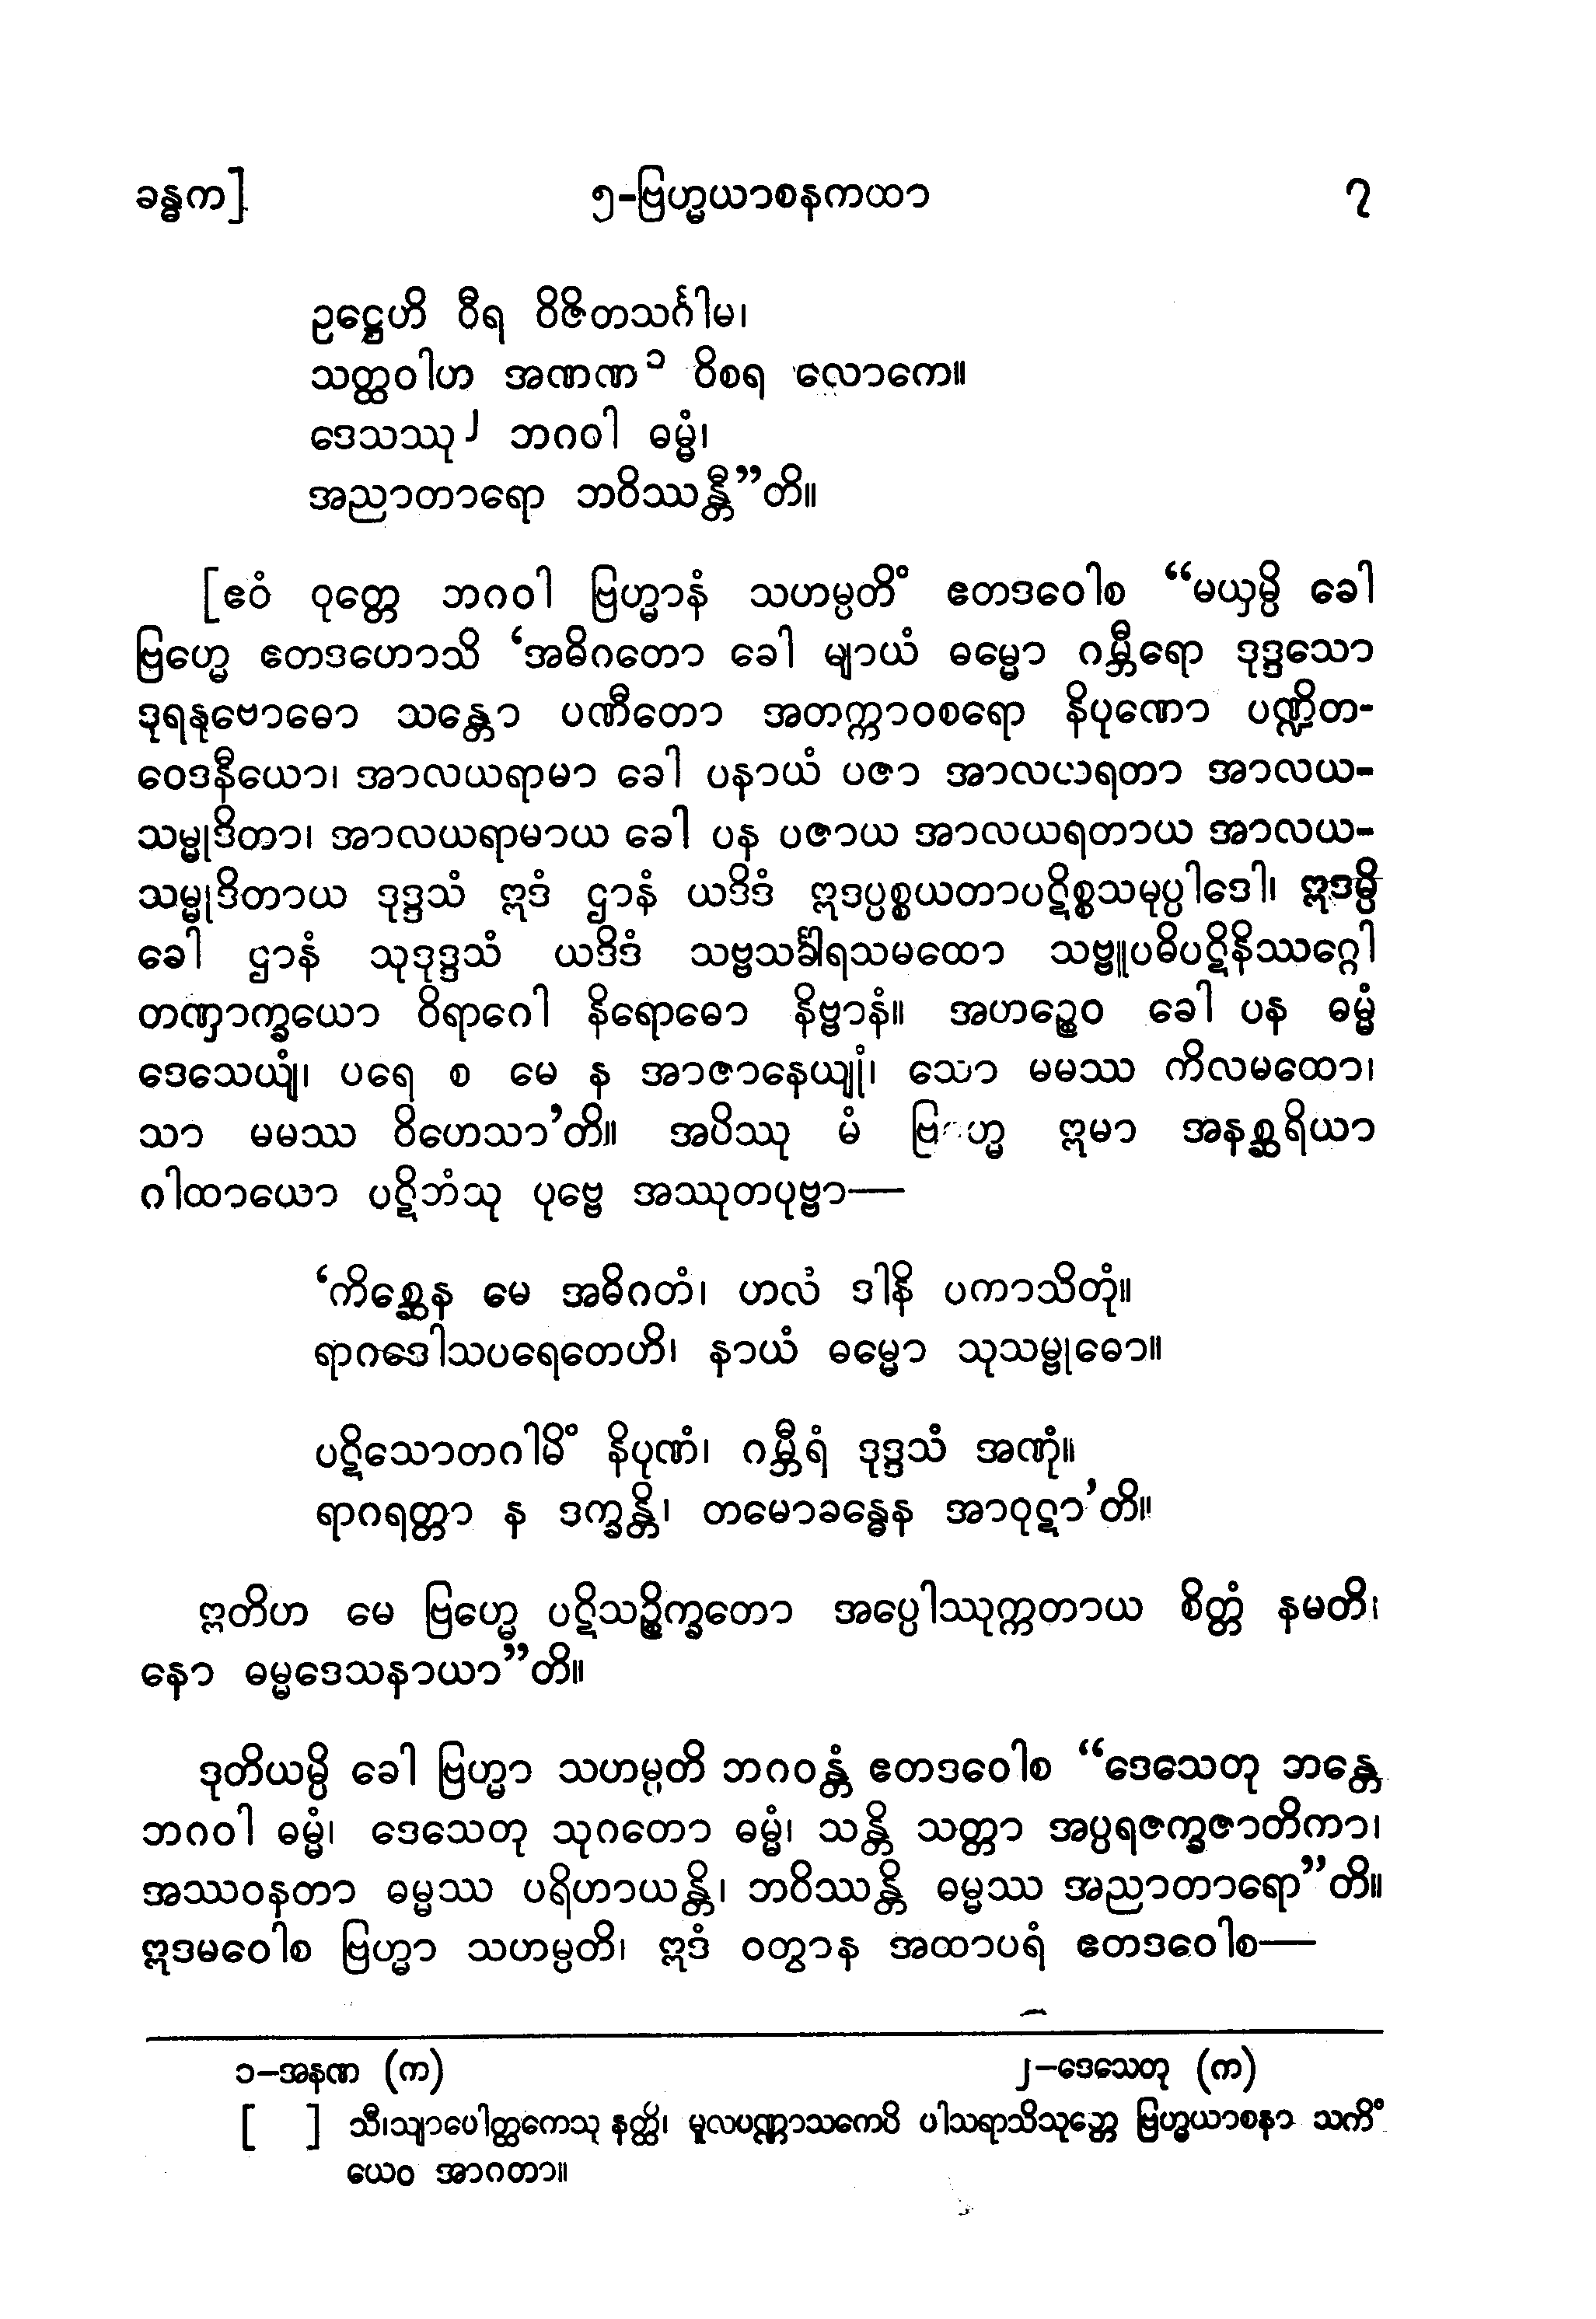 ခန္ဓက]
၅-ဗြဟ္မယာစနကထာ
၇
ဥဋ္ဌေဟိ ဝီရ ဝိဇိတသင်္ဂါမ၊
သတ္ထဝါဟ အဏဏ၁ ဝိစရ လောကေ။
ဒေသဿု၂ ဘဂဝါ ဓမ္မံ၊
အညာတာရော ဘဝိဿန္တီ”တိ။
[ဧဝံ ဝုတ္တေ ဘဂဝါ ဗြဟ္မာနံ သဟမ္ပတိံ ဧတဒဝေါစ “မယှမ္ပိ ခေါ
ဗြဟ္မေ ဧတဒဟောသိ ‘အဓိဂတော ခေါ မျာယံ ဓမ္မော ဂမ္ဘီရော ဒုဒ္ဒသော
ဒုရနုဗောဓော သန္တော ပဏီတော အတက္ကာဝစရော နိပုဏော ပဏ္ဍိတ-
ဝေဒနီယော၊ အာလယရာမာ ခေါ ပနာယံ ပဇာ အာလယရတာ အာလယ-
သမ္မုဒိတာ၊ အာလယရာမာယ ခေါ ပန ပဇာယ အာလယရတာယ အာလယ-
သမ္မုဒိတာယ ဒုဒ္ဒသံ ဣဒံ ဌာနံ ယဒိဒံ ဣဒပ္ပစ္စယတာပဋိစ္စသမုပ္ပါဒေါ၊ ဣဒမ္ပိ
ခေါ ဌာနံ သုဒုဒ္ဒသံ ယဒိဒံ သဗ္ဗသင်္ခါရသမထော သဗ္ဗူပဓိပဋိနိဿဂ္ဂေါ
တဏှာက္ခယော ဝိရာဂေါ နိရောဓော နိဗ္ဗာနံ။ အဟဉ္စေဝ ခေါ ပန ဓမ္မံ
ဒေသေယျံ၊ ပရေ စ မေ န အာဇာနေယျုံ၊ သော မမဿ ကိလမထော၊
သာ မမဿ ဝိဟေသာ’တိ။ အပိဿု မံ ဗြဟ္မေ ဣမာ အနစ္ဆရိယာ
ဂါထာယော ပဋိဘံသု ပုဗ္ဗေ အဿုတပုဗ္ဗာ—
‘ကိစ္ဆေန မေ အဓိဂတံ၊ ဟလံ ဒါနိ ပကာသိတုံ။
ရာဂဒေါသပရေတေဟိ၊ နာယံ ဓမ္မော သုသမ္ဗုဓော။
ပဋိသောတဂါမိံ နိပုဏံ၊ ဂမ္ဘီရံ ဒုဒ္ဒသံ အဏုံ။
ရာဂရတ္တာ န ဒက္ခန္တိ၊ တမောခန္ဓေန အာဝုဋာ’တိ။
ဣတိဟ မေ ဗြဟ္မေ ပဋိသဉ္စိက္ခတော အပ္ပေါဿုက္ကတာယ စိတ္တံ နမတိ၊
နော ဓမ္မဒေသနာယာ”တိ။
ဒုတိယမ္ပိ ခေါ ဗြဟ္မာ သဟမ္ပတိ ဘဂဝန္တံ ဧတဒဝေါစ “ဒေသေတု ဘန္တေ
ဘဂဝါ ဓမ္မံ၊ ဒေသေတု သုဂတော ဓမ္မံ၊ သန္တိ သတ္တာ အပ္ပရဇက္ခဇာတိကာ၊
အဿဝနတာ ဓမ္မဿ ပရိဟာယန္တိ၊ ဘဝိဿန္တိ ဓမ္မဿ အညာတာရော”တိ။
ဣဒမဝေါစ ဗြဟ္မာ သဟမ္ပတိ၊ ဣဒံ ဝတွာန အထာပရံ ဧတဒဝေါစ—
၁-အနဏ (က)
၂-ဒေသေတု (က)
[ ] သီ၊သျာပေါတ္ထကေသု နတ္ထိ၊ မူလပဏ္ဏာသကေပိ ပါသရာသိသုတ္တေ ဗြဟ္မယာစနာ သကိံ
ယေဝ အာဂတာ။